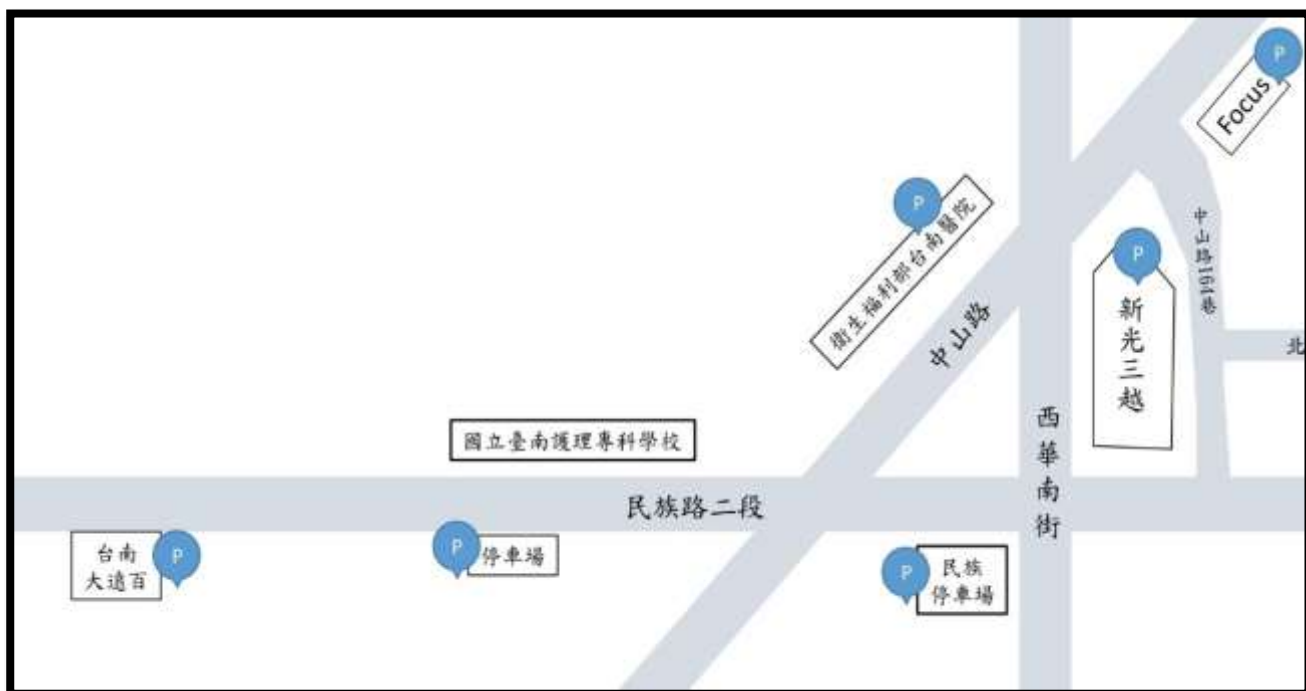 P
Focus
P
衛生福利部台南醫院
中山路164巷
P
新光三越
中山路
北
西華南街
國立臺南護理專科學校
民族路二段
台南
大遠百
P
P
停車場
P
民族
停車場